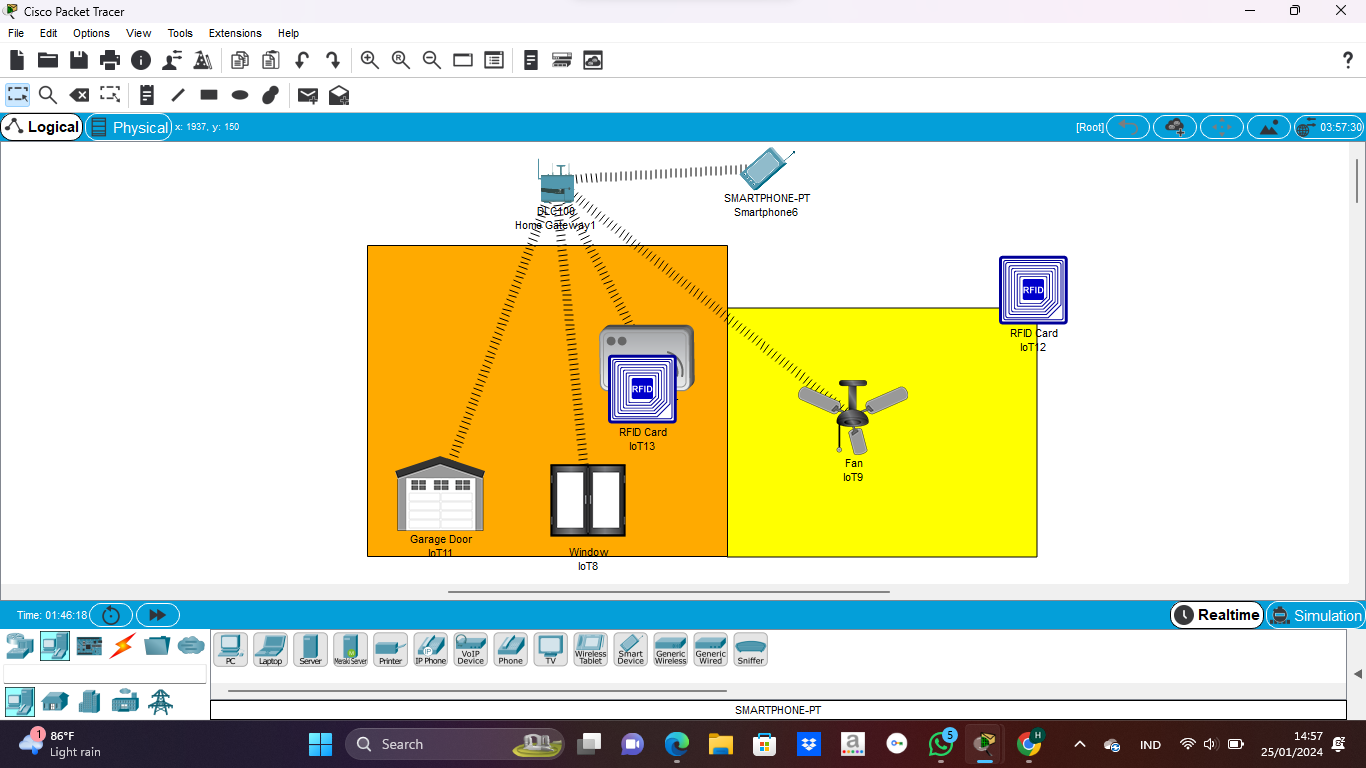 Cisco Packet Tracer
File Edit Options View Tools Extensions Help
Logical
Physical
x: 1937, y: 150
[Root]
03:57:30
SMARTPHONE-PT
Smartphone6
DLC100
Home Gateway1
RFID
RFID Card
IoT12
RFID
RFID Card
IoT13
Fan
IoT9
Garage Door
IoT11
Window
IoT8
Time: 01:46:18
Realtime
Simulation
PC
Laptop
Server
Meraki Server
Printer
IP
IP Phone
VoIP Device
Phone
TV
Wireless Tablet
Smart Device
Generic Wireless
Generic Wired
Sniffer
SMARTPHONE-PT
1
86°F
Light rain
Search
a
5
H
IND
14:57
25/01/2024